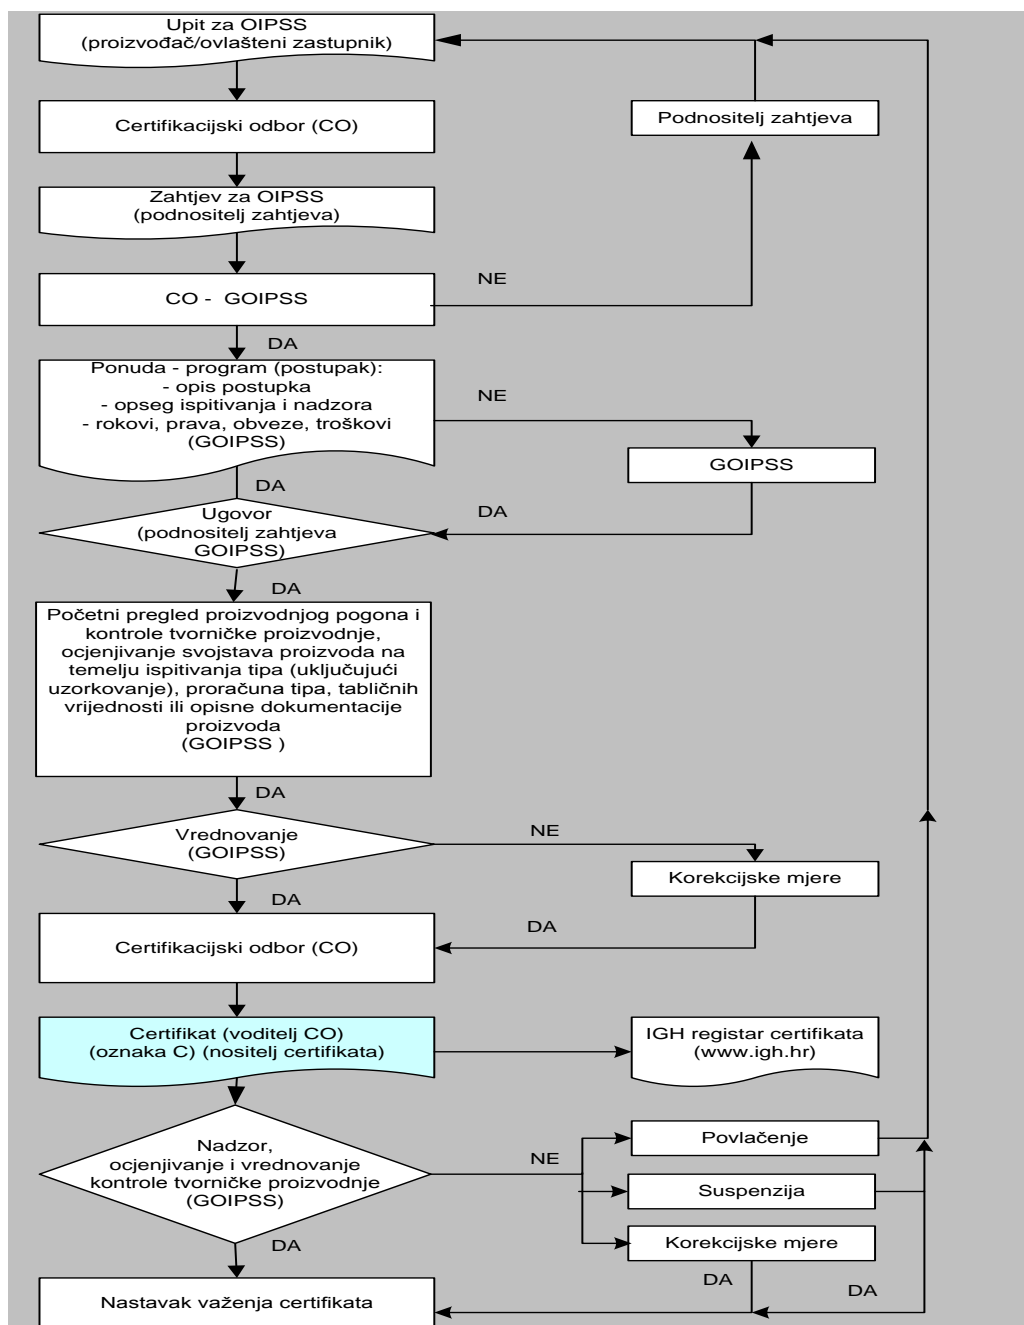 Upit za OIPSS
(proizvođač/ovlašteni zastupnik)
Certifikacijski odbor (CO)
Podnositelj zahtjeva
Zahtjev za OIPSS
(podnositelj zahtjeva)
CO - GOIPSS
NE
DA
Ponuda - program (postupak):
- opis postupka
- opseg ispitivanja i nadzora
- rokovi, prava, obveze, troškovi
(GOIPSS)
NE
GOIPSS
DA
DA
Ugovor
(podnositelj zahtjeva
GOIPSS)
DA
Početni pregled proizvodnjog pogona i
kontrole tvorničke proizvodnje,
ocjenjivanje svojstava proizvoda na
temelju ispitivanja tipa (uključujući
uzorkovanje), proračuna tipa, tabličnih
vrijednosti ili opisne dokumentacije
proizvoda
(GOIPSS )
DA
Vrednovanje
(GOIPSS)
NE
Korekcijske mjere
DA
DA
Certifikacijski odbor (CO)
Certifikat (voditelj CO)
(oznaka C) (nositelj certifikata)
IGH registar certifikata
(www.igh.hr)
Nadzor,
ocjenjivanje i vrednovanje
kontrole tvorničke proizvodnje
(GOIPSS)
NE
Povlačenje
Suspenzija
Korekcijske mjere
DA
DA
DA
Nastavak važenja certifikata